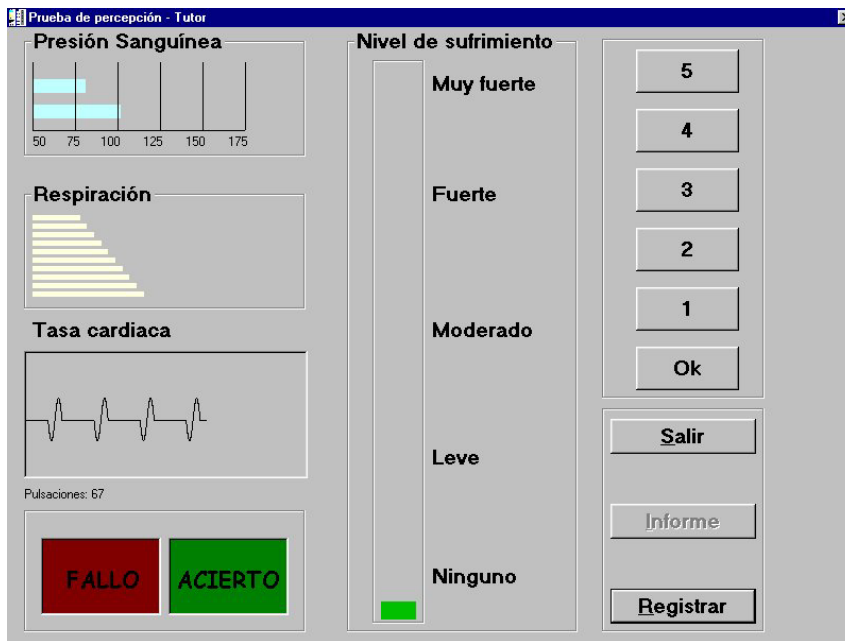 Prueba de percepción - Tutor
Presión Sanguínea
50 75 100 125 150 175
Respiración
Tasa cardiaca
Pulsaciones: 67
FALLO ACIERTO
Nivel de sufrimiento
Muy fuerte
Fuerte
Moderado
Leve
Ninguno
5
4
3
2
1
Ok
Salir
Informe
Registrar